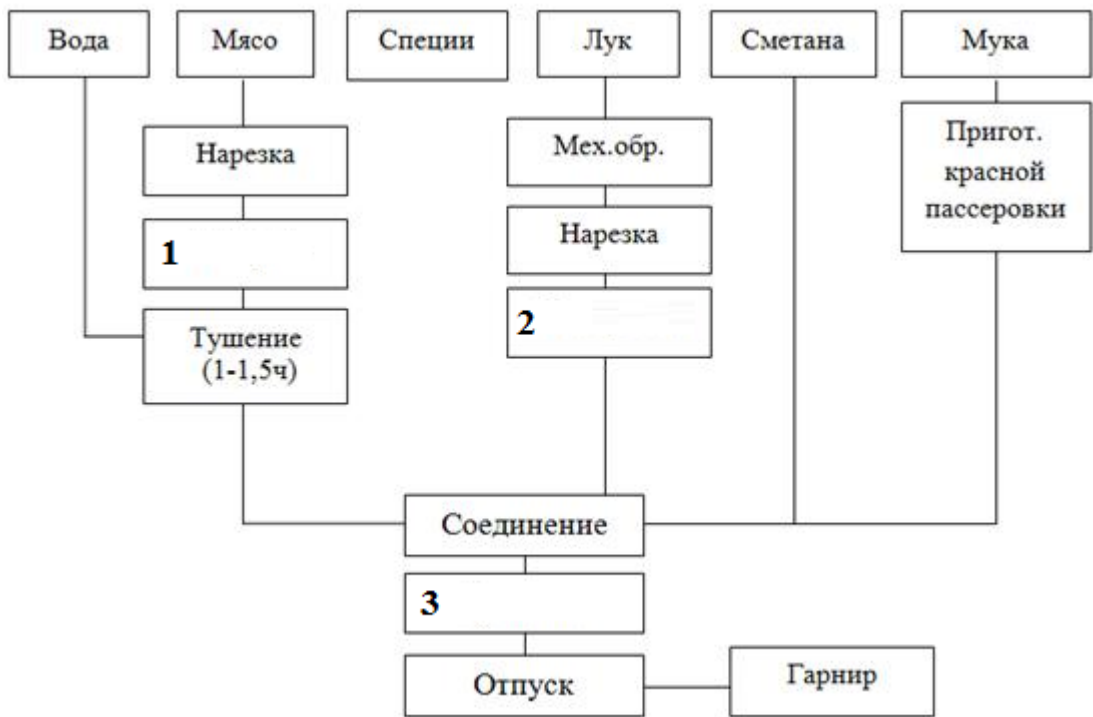 Вода
Мясо
Специи
Лук
Сметана
Мука
Нарезка
Мех.обр.
Пригот.
красной
пассеровки
1
Нарезка
Тушение
(1-1,5ч)
2
Соединение
3
Отпуск
Гарнир